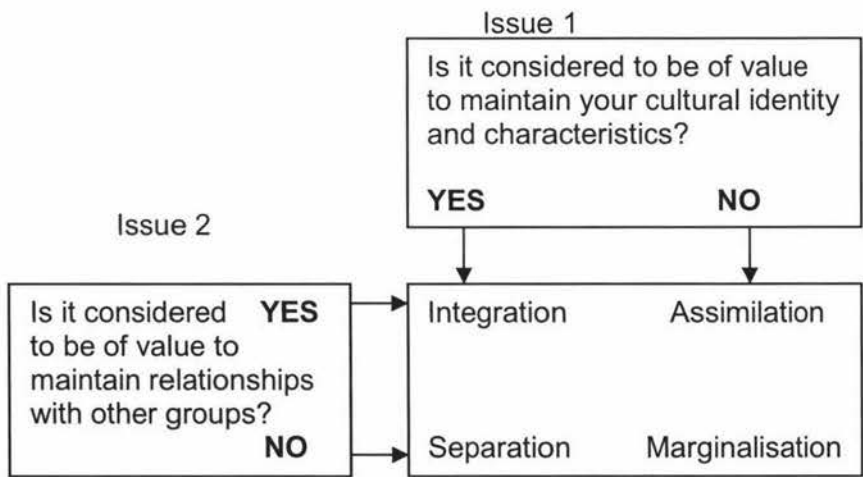 Issue 1
Is it considered to be of value
to maintain your cultural identity
and characteristics?
YES NO
Issue 2
Is it considered YES
to be of value to
maintain relationships
with other groups?
NO
Integration Assimilation
Separation Marginalisation